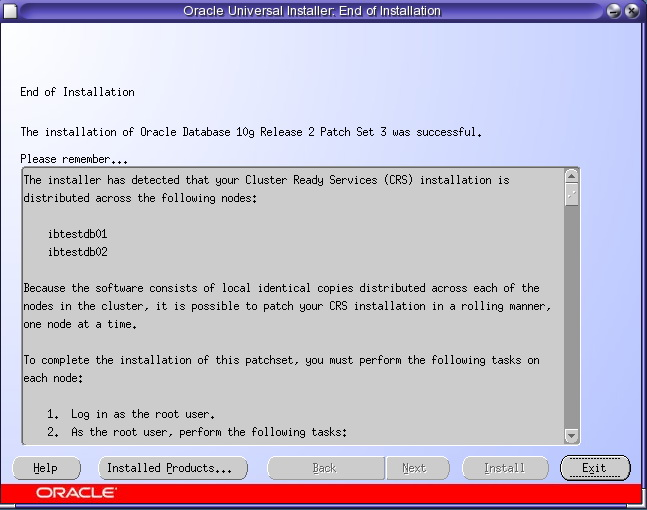 Oracle Universal Installer: End of Installation
End of Installation
The installation of Oracle Database 10g Release 2 Patch Set 3 was successful.
Please remember...
The installer has detected that your Cluster Ready Services (CRS) installation is
distributed across the following nodes:
ibtestdb01
ibtestdb02
Because the software consists of local identical copies distributed across each of the
nodes in the cluster, it is possible to patch your CRS installation in a rolling manner,
one node at a time.
To complete the installation of this patchset, you must perform the following tasks on
each node:
1. Log in as the root user.
2. As the root user, perform the following tasks:
Help Installed Products... Back Next Install Exit
ORACLE